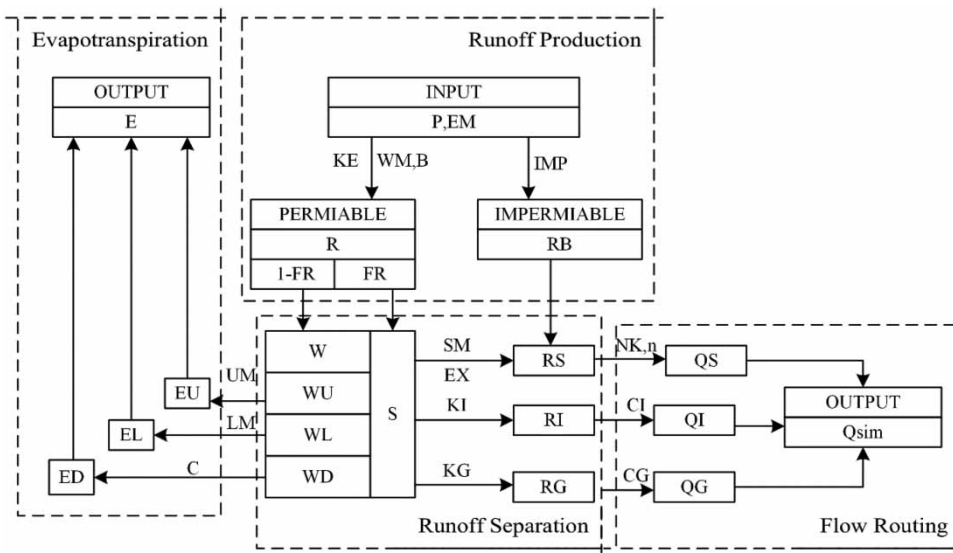 Evapotranspiration
Runoff Production
OUTPUT
E
INPUT
P,EM
KE
WM,B
IMP
PERMIABLE
R
1-FR
FR
IMPERMIABLE
RB
W
WU
WL
WD
S
UM
LM
C
EU
EL
ED
SM
EX
KI
KG
RS
RI
RG
NK,n
CI
CG
QS
QI
QG
OUTPUT
Qsim
Runoff Separation
Flow Routing